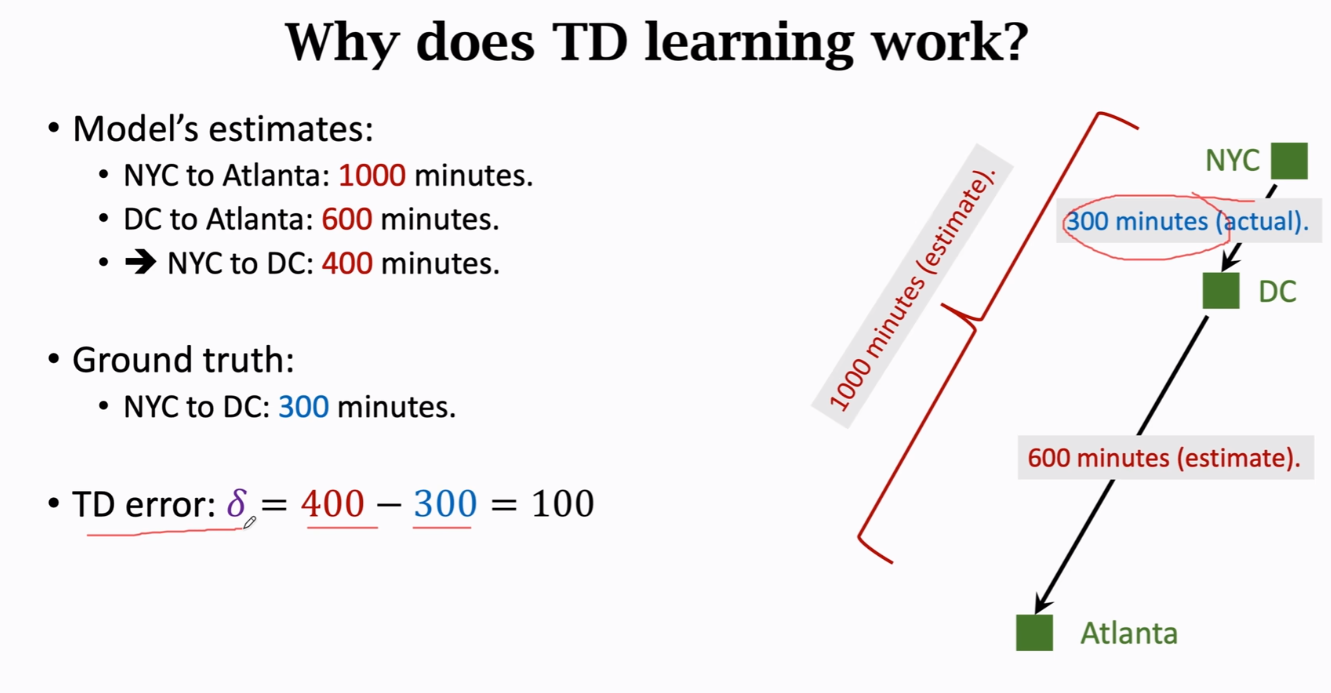 Why does TD learning work?
• Model’s estimates:
• NYC to Atlanta: 1000 minutes.
• DC to Atlanta: 600 minutes.
• ➔ NYC to DC: 400 minutes.
• Ground truth:
• NYC to DC: 300 minutes.
• TD error: δ = 400 − 300 = 100
1000 minutes (estimate).
NYC
300 minutes (actual).
DC
600 minutes (estimate).
Atlanta